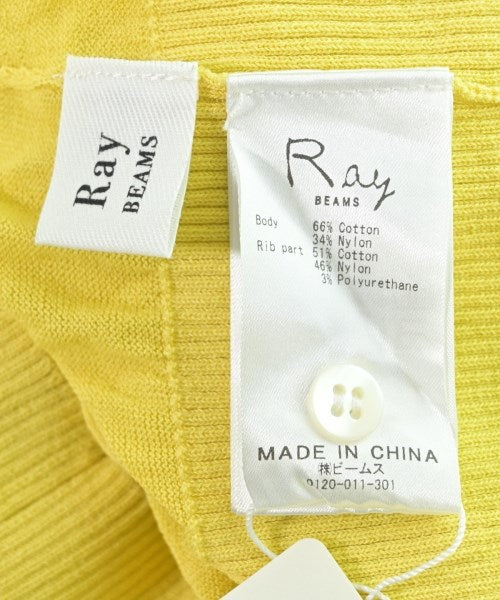 Ray
BEAMS
Ray
BEAMS
Body 66% Cotton
34% Nylon
Rib part 51% Cotton
46% Nylon
3% Polyurethane
MADE IN CHINA
㈱ビームス
0120-011-301